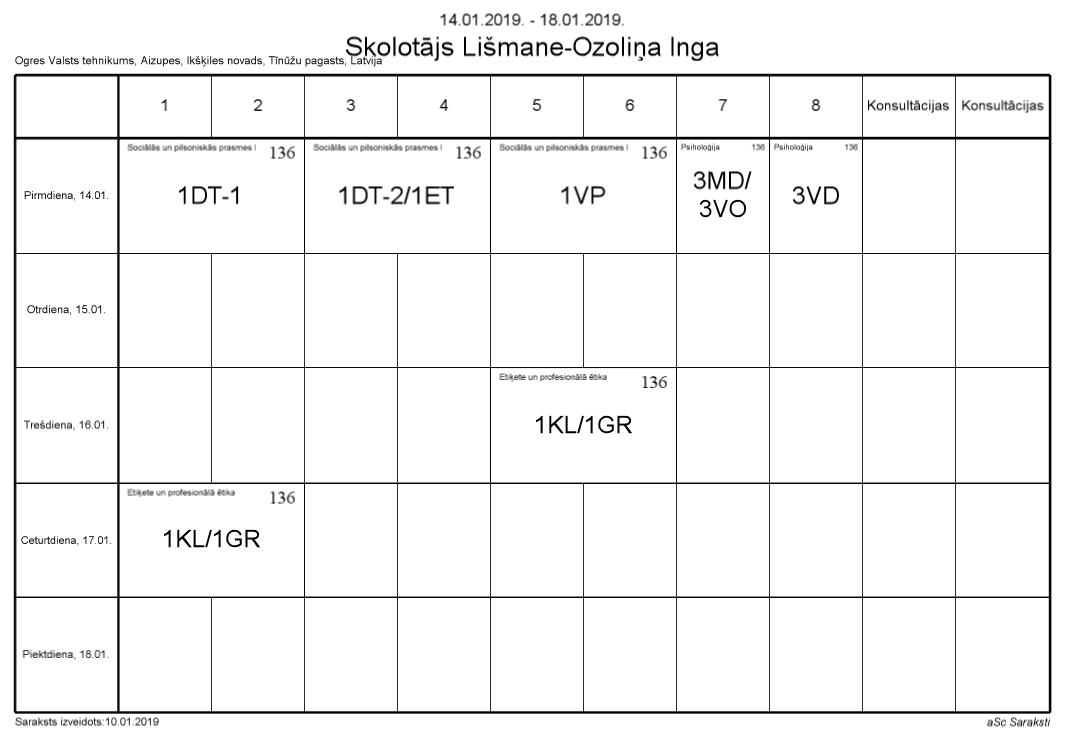 14.01.2019. - 18.01.2019.
Skolotājs Lišmane-Ozoliņa Inga
Ogres Valsts tehnikums, Aizupes, Ikšķiles novads, Tīnūžu pagasts, Latvija
1 2 3 4 5 6 7 8 Konsultācijas Konsultācijas
Pirmdiena, 14.01.
Sociālās un pilsoniskās prasmes I 136
1DT-1
Sociālās un pilsoniskās prasmes I 136
1DT-2/1ET
Sociālās un pilsoniskās prasmes I 136
1VP
Psiholoģija 136
3MD/
3VO
Psiholoģija 136
3VD
Otrdiena, 15.01.
Trešdiena, 16.01.
Etiķete un profesionālā ētika 136
1KL/1GR
Ceturtdiena, 17.01.
Etiķete un profesionālā ētika 136
1KL/1GR
Piektdiena, 18.01.
Saraksts izveidots:10.01.2019
aSc Saraksti